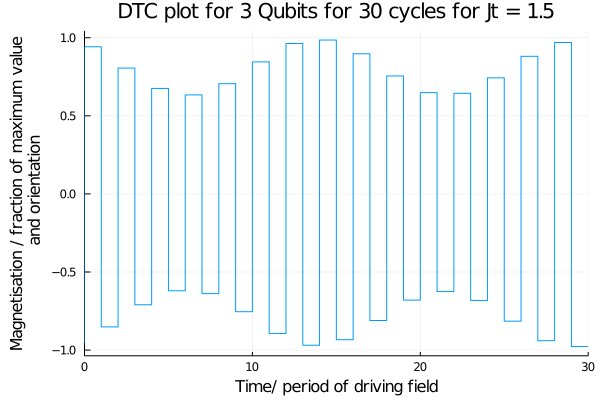 DTC plot for 3 Qubits for 30 cycles for Jt = 1.5
Magnetisation / fraction of maximum value
and orientation
1.0
0.5
0.0
−0.5
−1.0
0
10
20
30
Time/ period of driving field